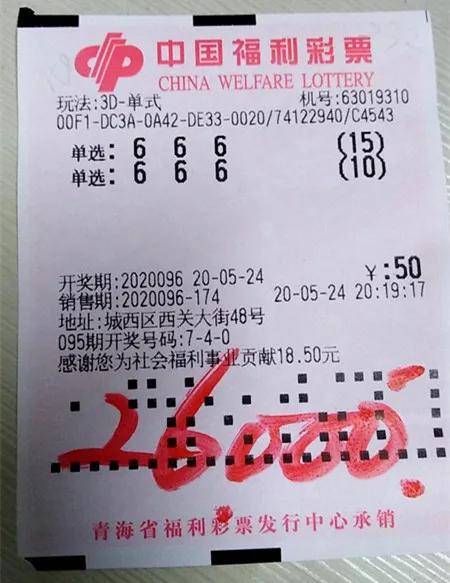 中国福利彩票
CHINA WELFARE LOTTERY
玩法:3D-单式 机号:63019310
00F1-DC3A-0A42-DE33-0020/74122940/C4543
单选: 6 6 6 (15)
单选: 6 6 6 (10)
开奖期:2020096 20-05-24 ¥:50
销售期:2020096-174 20-05-24 20:19:17
地址:城西区西关大街48号
095期开奖号码:7-4-0
感谢您为社会福利事业贡献18.50元
26000
青海省福利彩票发行中心承销